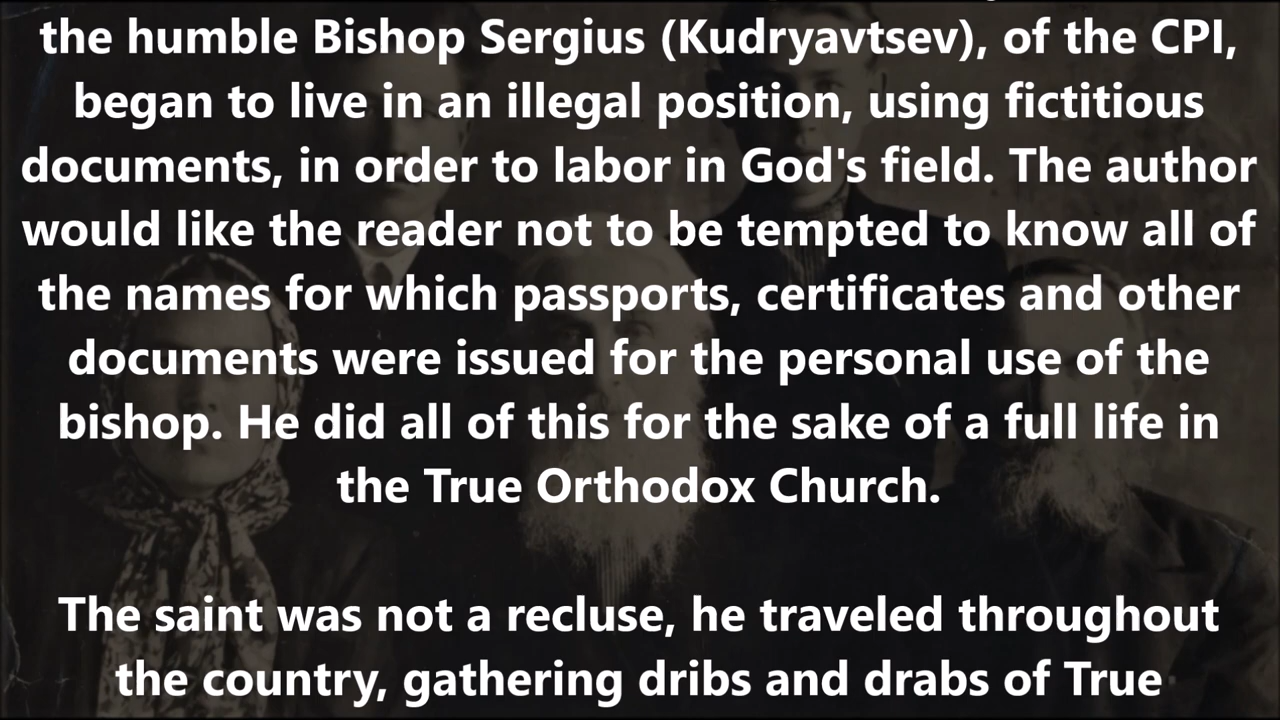 the humble Bishop Sergius (Kudryavtsev), of the CPI,
began to live in an illegal position, using fictitious
documents, in order to labor in God's field. The author
would like the reader not to be tempted to know all of
the names for which passports, certificates and other
documents were issued for the personal use of the
bishop. He did all of this for the sake of a full life in
the True Orthodox Church.
The saint was not a recluse, he traveled throughout
the country, gathering dribs and drabs of True